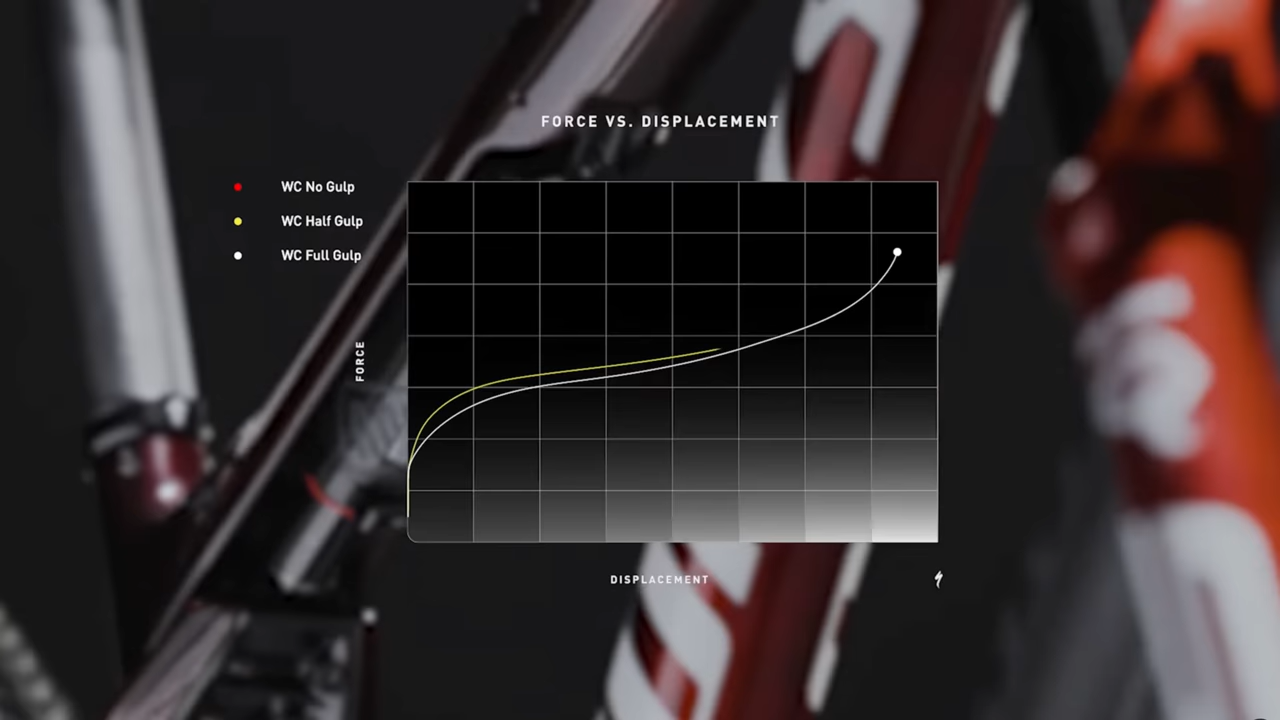 FORCE VS. DISPLACEMENT
WC No Gulp
WC Half Gulp
WC Full Gulp
FORCE
DISPLACEMENT